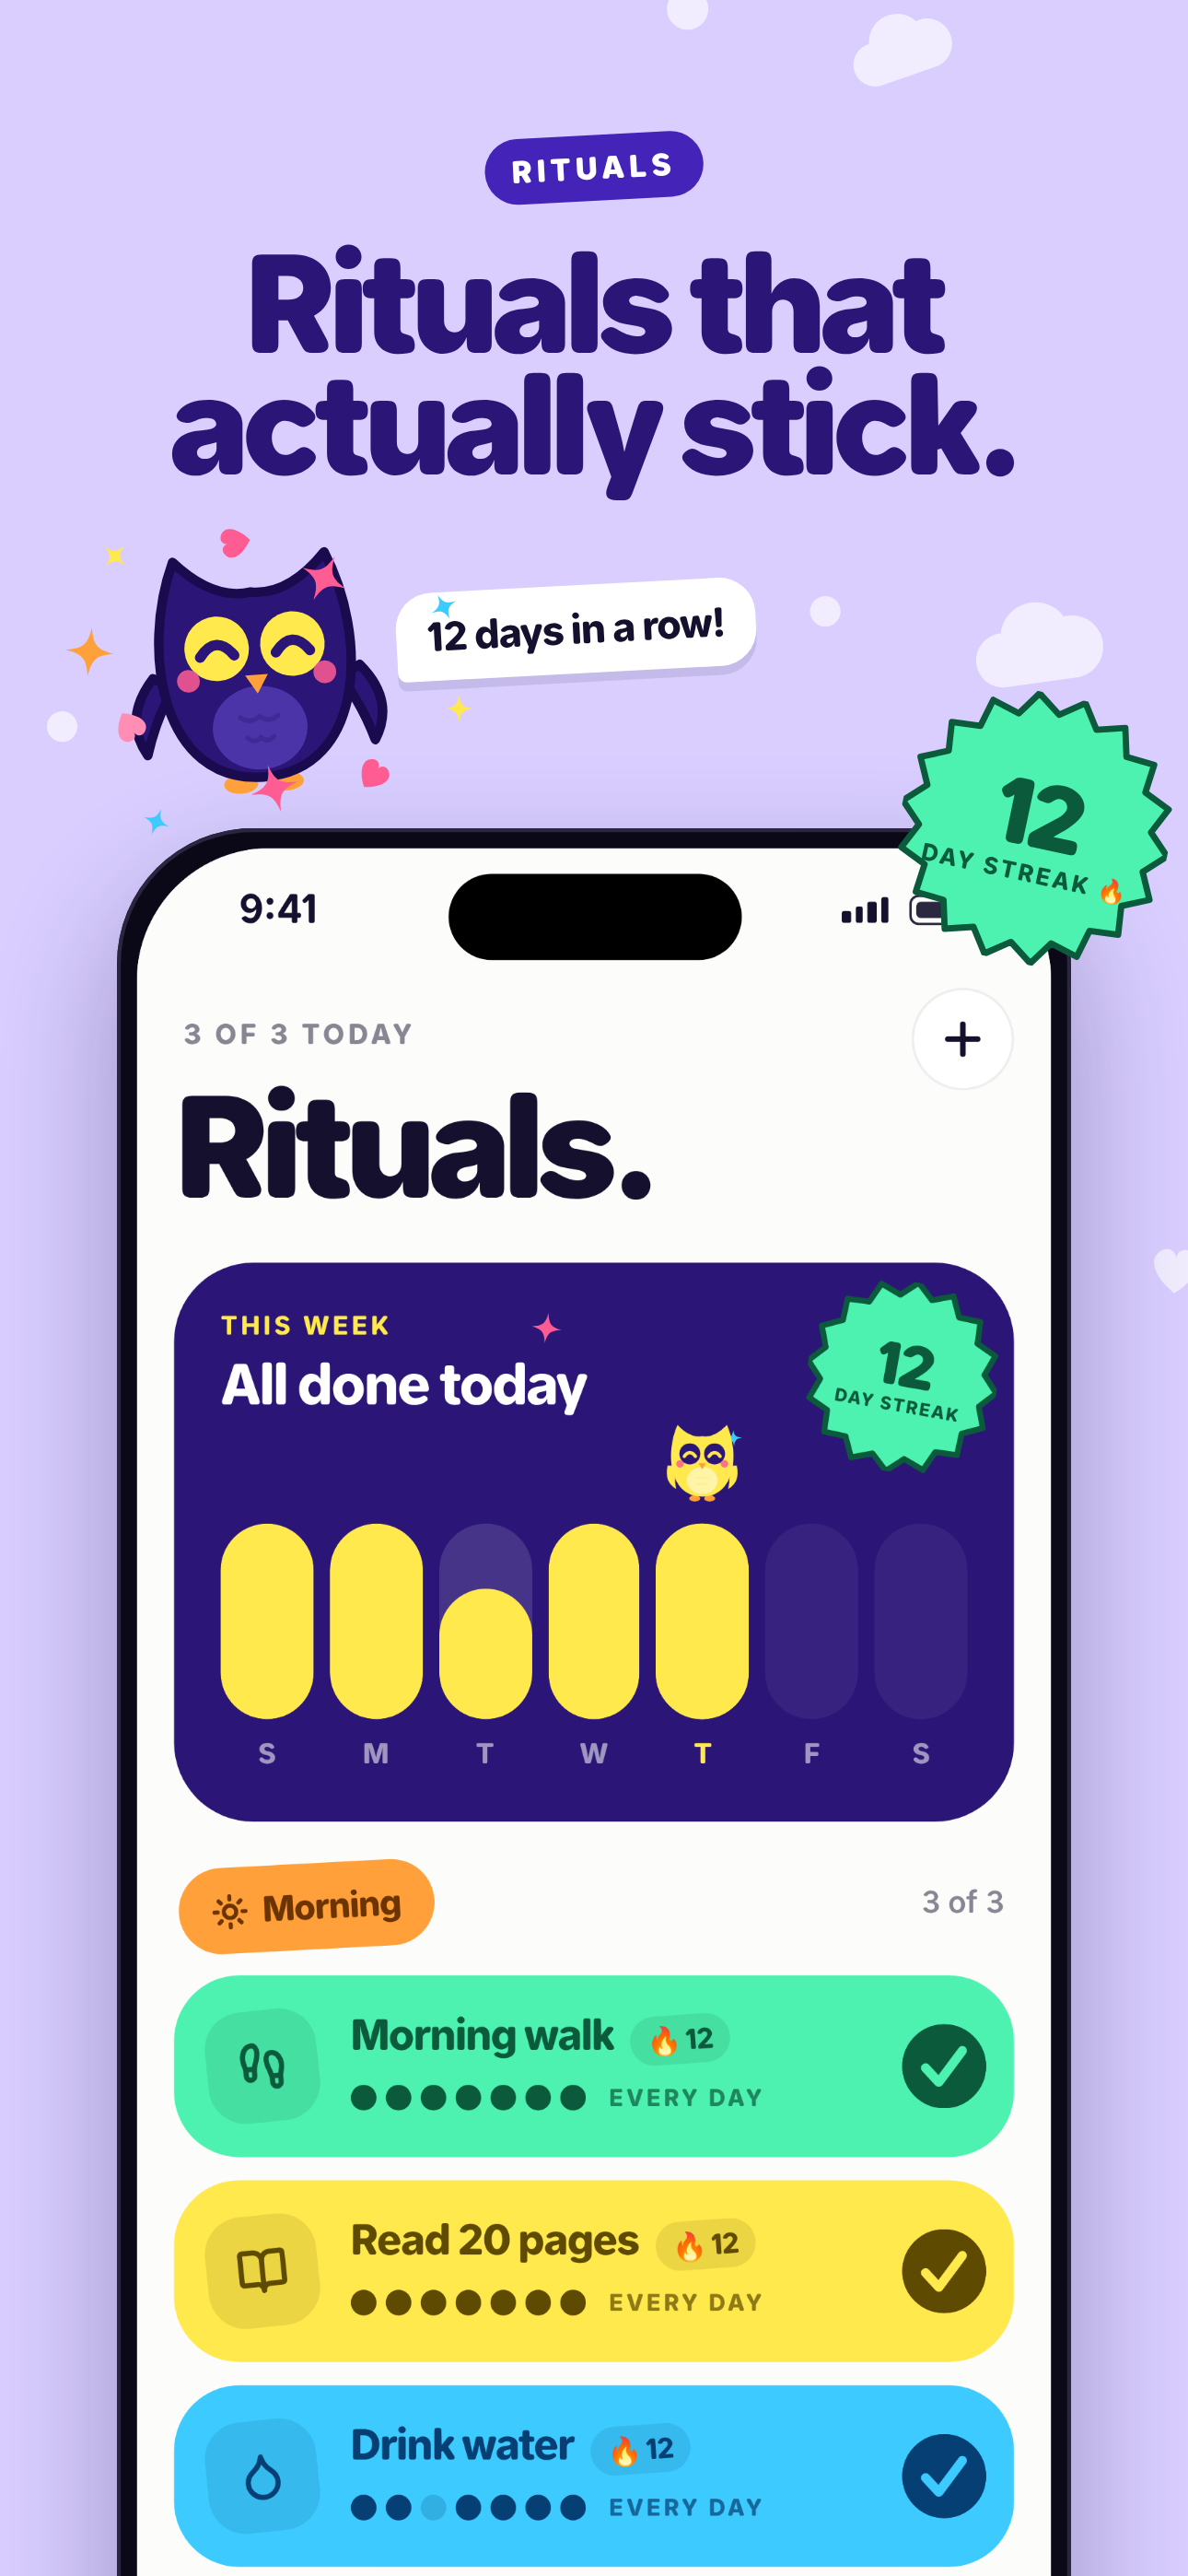 RITUALS
Rituals that
actually stick.
12 days in a row!
12
DAY STREAK 🔥
9:41
3 OF 3 TODAY
Rituals.
THIS WEEK
All done today
12
DAY STREAK
S M T W T F S
Morning
3 of 3
Morning walk 🔥 12
EVERY DAY
Read 20 pages 🔥 12
EVERY DAY
Drink water 🔥 12
EVERY DAY